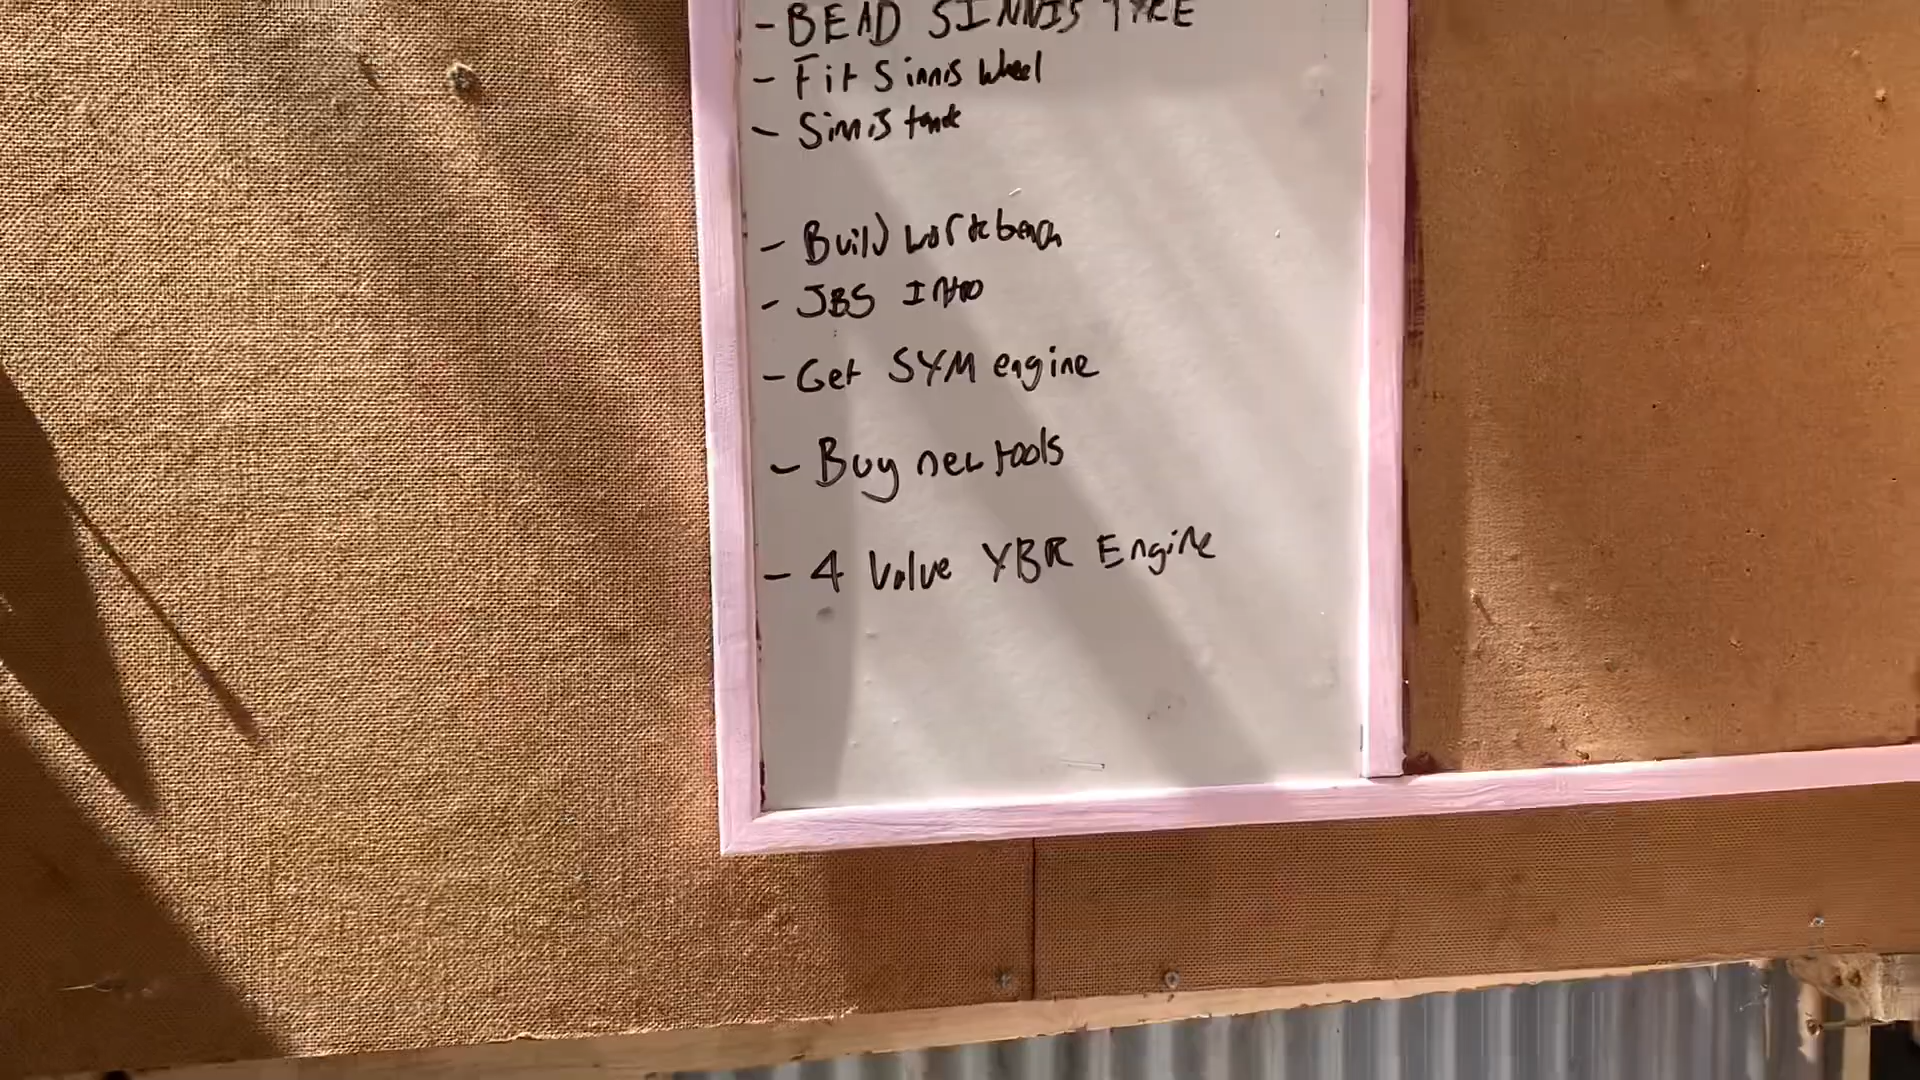 - BEAD SINNIS TYRE
- Fit Sinnis Wheel
- Sinnis tank
- Build workbench
- JBS Intro
- Get SYM engine
- Buy new tools
- 4 Valve YBR Engine